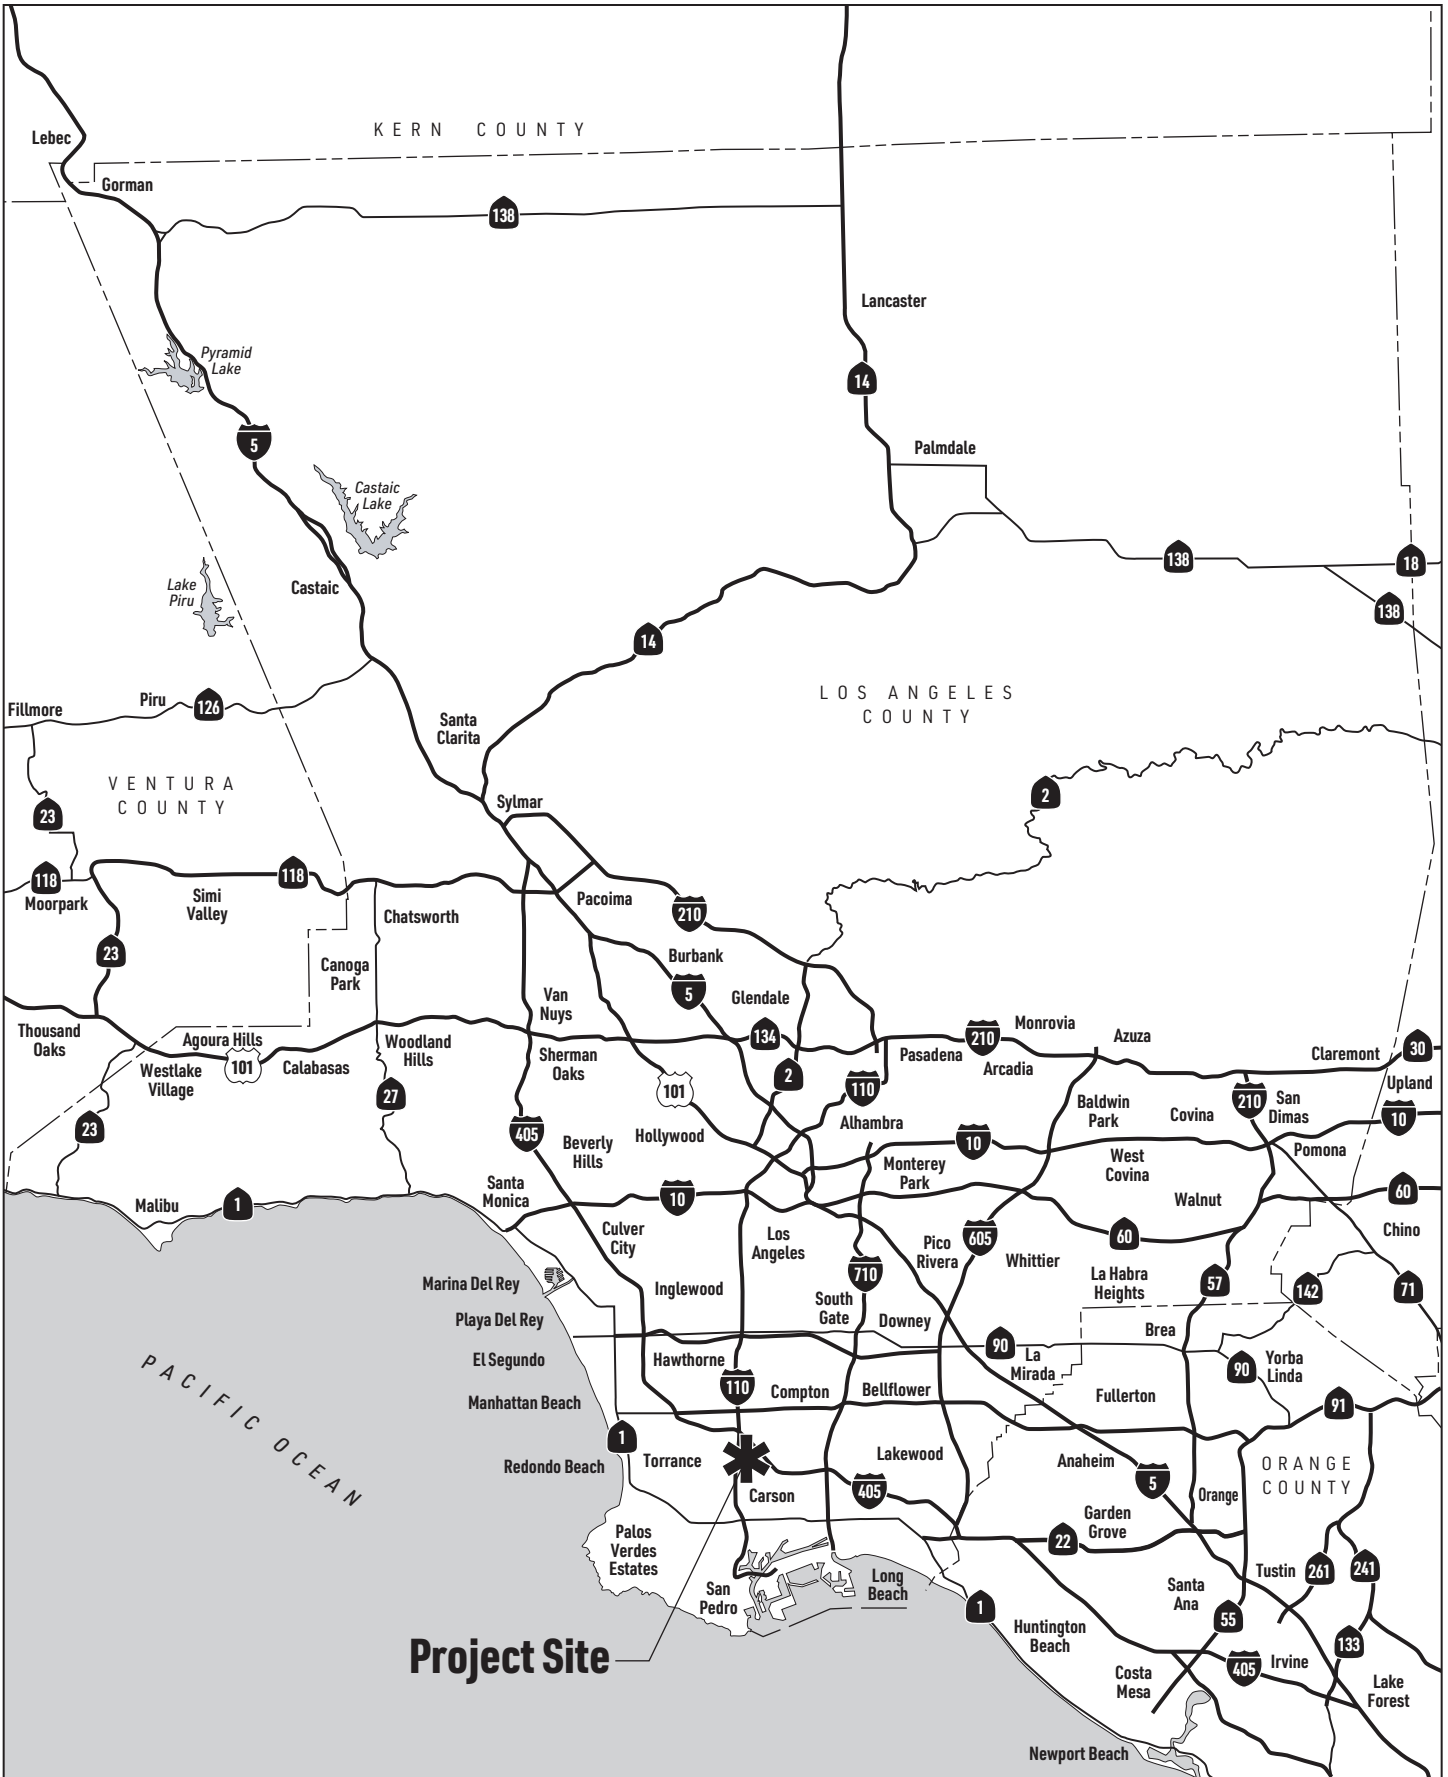 KERN COUNTY
Lebec
Gorman
138
Lancaster
Pyramid
Lake
14
5
Palmdale
Castaic
Lake
138
18
Lake
Piru
Castaic
138
14
LOS ANGELES
COUNTY
Piru
126
Fillmore
Santa
Clarita
VENTURA
COUNTY
2
Sylmar
23
118
118
Moorpark
Simi
Valley
Pacoima
210
Chatsworth
23
Burbank
Canoga
Park
5
Glendale
Van
Nuys
Monrovia
210
Azuza
134
Thousand
Oaks
Agoura Hills
Woodland
Hills
Pasadena
Arcadia
Claremont
30
101
Calabasas
Westlake
Village
Sherman
Oaks
2
110
Upland
101
27
210
San
Dimas
Baldwin
Park
Covina
10
23
405
Alhambra
Hollywood
Beverly
Hills
10
Pomona
Monterey
Park
West
Covina
Santa
Monica
10
60
Malibu
1
Walnut
Culver
City
Los
Angeles
Pico
Rivera
605
Whittier
60
Chino
Marina Del Rey
Inglewood
710
La Habra
Heights
57
142
71
Playa Del Rey
South
Gate
Downey
Brea
El Segundo
Hawthorne
90
La
Mirada
90
Yorba
Linda
PACIFIC OCEAN
110
Compton
Bellflower
Fullerton
Manhattan Beach
91
1
Torrance
Lakewood
Redondo Beach
Anaheim
5
ORANGE
COUNTY
Carson
405
Orange
Garden
Grove
22
Palos
Verdes
Estates
Long
Beach
San
Pedro
Tustin
261
241
Santa
Ana
1
55
Project Site
Huntington
Beach
133
405
Irvine
Costa
Mesa
Lake
Forest
Newport Beach